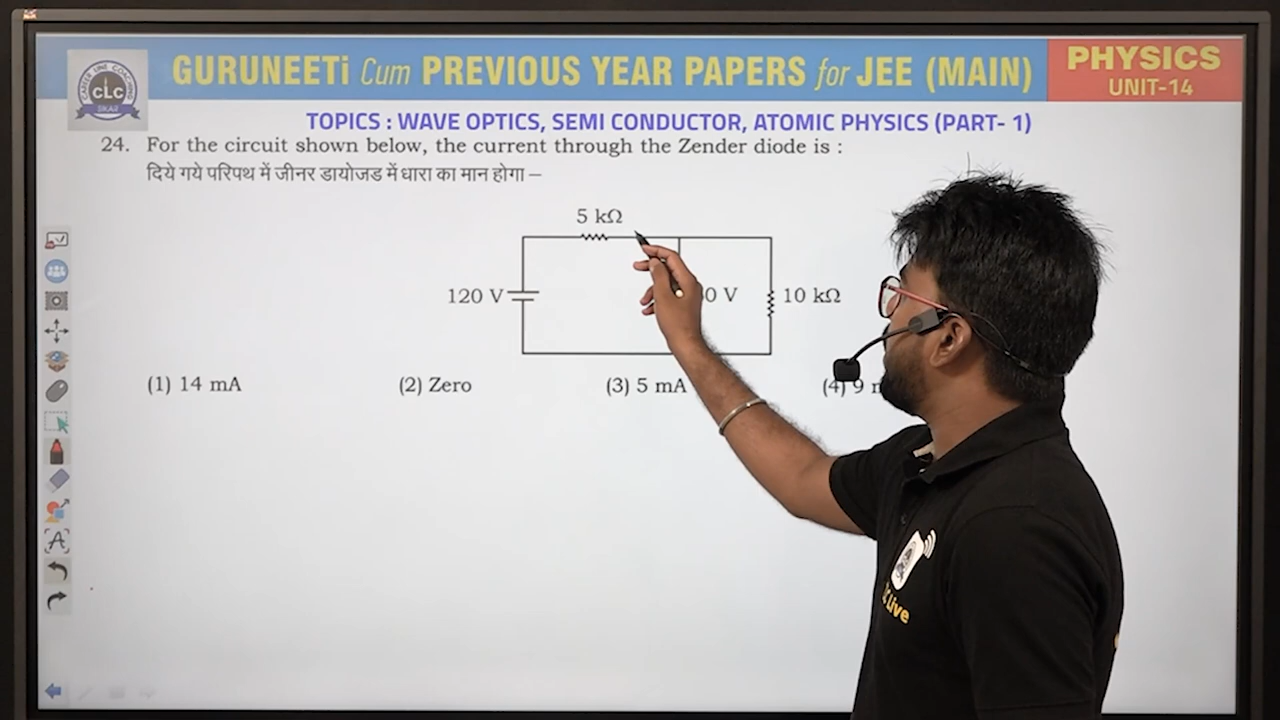 GURUNEETi Cum PREVIOUS YEAR PAPERS for JEE (MAIN)
PHYSICS
UNIT-14
CLC
TOPICS : WAVE OPTICS, SEMI CONDUCTOR, ATOMIC PHYSICS (PART- 1)
24. For the circuit shown below, the current through the Zender diode is :
दिये गये परिपथ में जीनर डायोजड में धारा का मान होगा –
5 kΩ
120 V
0 V
10 kΩ
(1) 14 mA (2) Zero (3) 5 mA (4) 9
Live